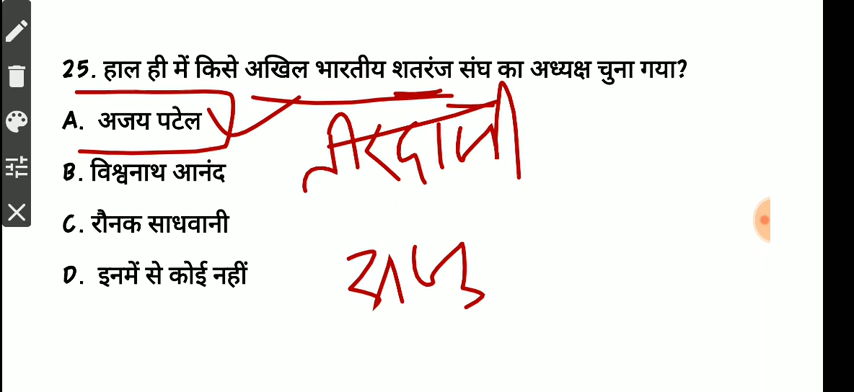 25. हाल ही में किसे अखिल भारतीय शतरंज संघ का अध्यक्ष चुना गया?
A. अजय पटेल
तीरंदाजी
B. विश्वनाथ आनंद
C. रौनक साधवानी
D. इनमें से कोई नहीं